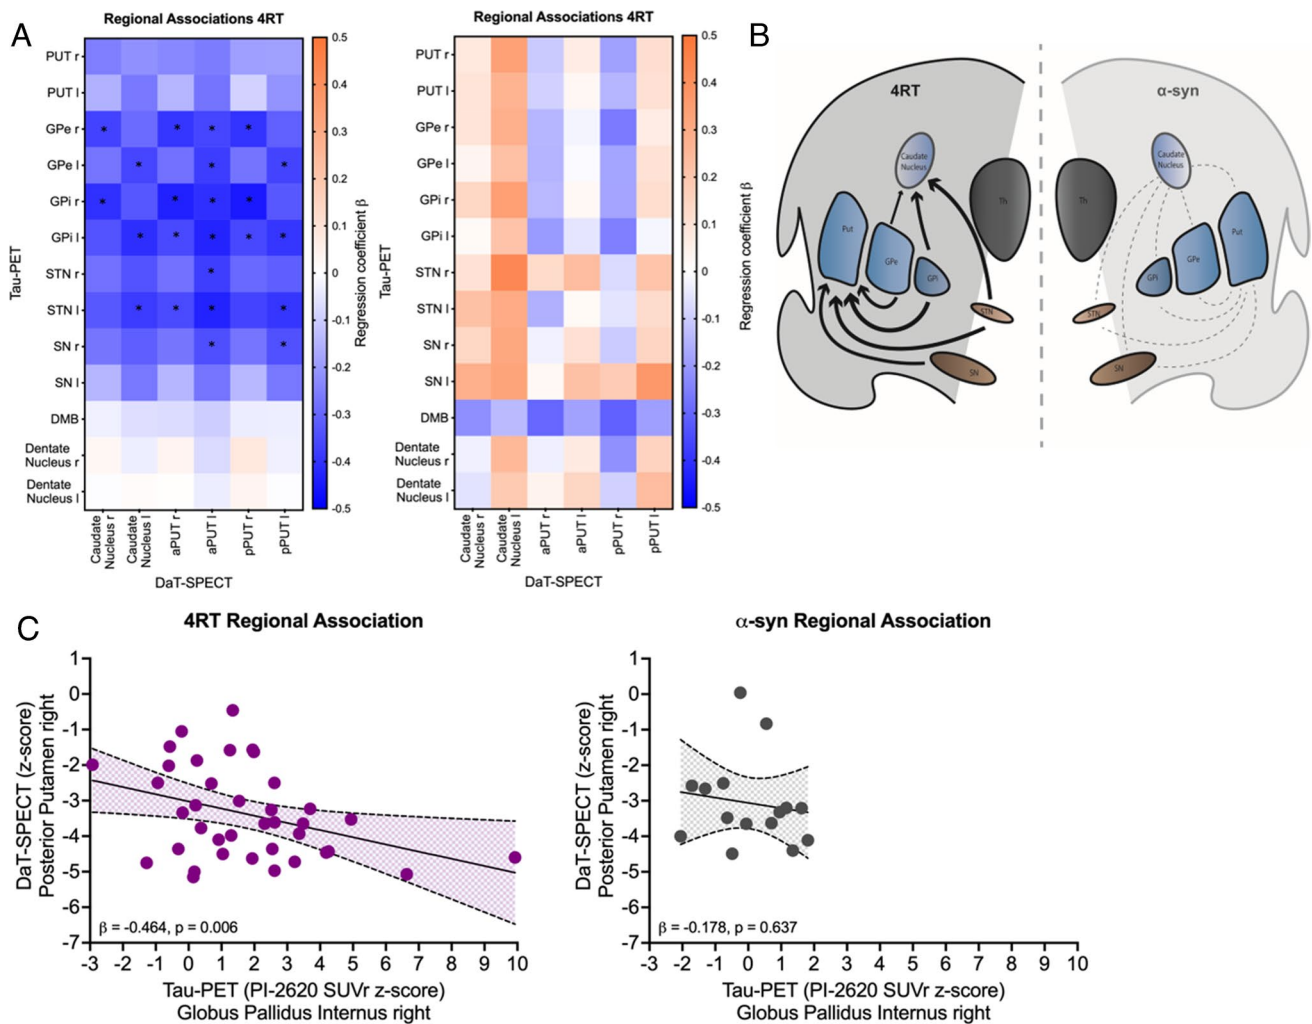 A
Regional Associations 4RT
Tau-PET
PUT r
PUT l
GPe r
GPe l
GPi r
GPi l
STN r
STN l
SN r
SN l
DMB
Dentate
Nucleus r
Dentate
Nucleus l
* * * *
* * *
* * * *
* * * * *
*
* * * *
* *
Caudate
Nucleus r
Caudate
Nucleus l
aPUT r
aPUT l
pPUT r
pPUT l
DaT-SPECT
0.5
0.4
0.3
0.2
0.1
0
-0.1
-0.2
-0.3
-0.4
-0.5
Regression coefficient β
Regional Associations 4RT
Tau-PET
PUT r
PUT l
GPe r
GPe l
GPi r
GPi l
STN r
STN l
SN r
SN l
DMB
Dentate
Nucleus r
Dentate
Nucleus l
Caudate
Nucleus r
Caudate
Nucleus l
aPUT r
aPUT l
pPUT r
pPUT l
DaT-SPECT
0.5
0.4
0.3
0.2
0.1
0
-0.1
-0.2
-0.3
-0.4
-0.5
Regression coefficient β
B
4RT
Caudate
Nucleus
Put
GPe
GPi
Th
STN
SN
α-syn
Caudate
Nucleus
Th
Put
GPe
GPi
STN
SN
C
4RT Regional Association
DaT-SPECT (z-score)
Posterior Putamen right
1
0
-1
-2
-3
-4
-5
-6
-7
β = -0.464, p = 0.006
-3 -2 -1 0 1 2 3 4 5 6 7 8 9 10
Tau-PET (PI-2620 SUVr z-score)
Globus Pallidus Internus right
α-syn Regional Association
DaT-SPECT (z-score)
Posterior Putamen right
1
0
-1
-2
-3
-4
-5
-6
-7
β = -0.178, p = 0.637
-3 -2 -1 0 1 2 3 4 5 6 7 8 9 10
Tau-PET (PI-2620 SUVr z-score)
Globus Pallidus Internus right